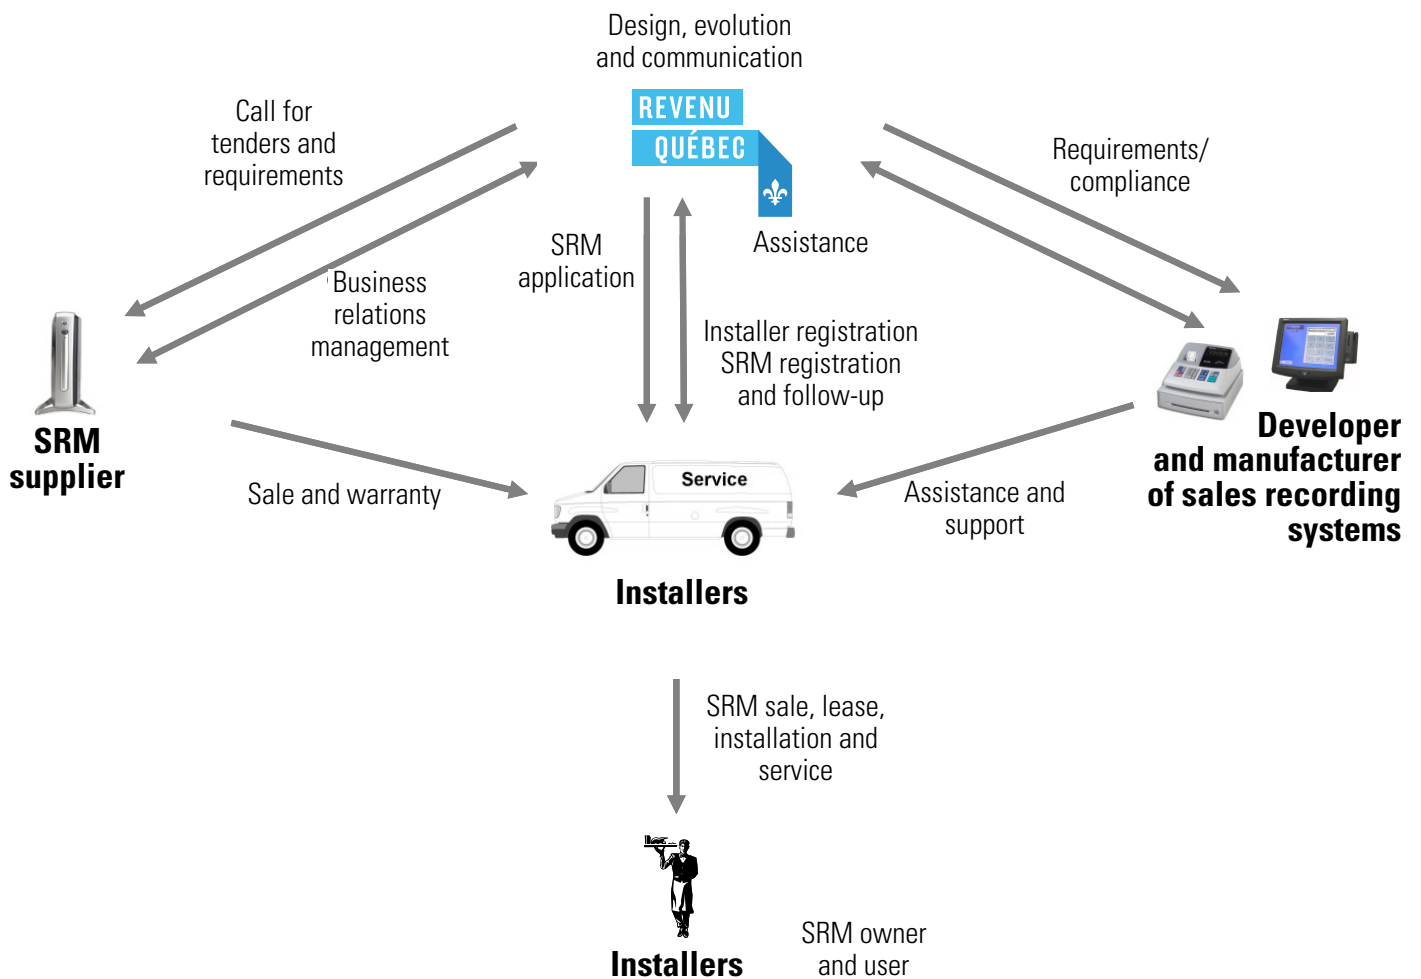 Design, evolution
and communication
REVENU
QUÉBEC
Call for
tenders and
requirements
Requirements/
compliance
Assistance
SRM
application
Business
relations
management
Installer registration
SRM registration
and follow-up
SRM
supplier
Developer
and manufacturer
of sales recording
systems
Sale and warranty
Service
Assistance and
support
Installers
SRM sale, lease,
installation and
service
Installers
SRM owner
and user